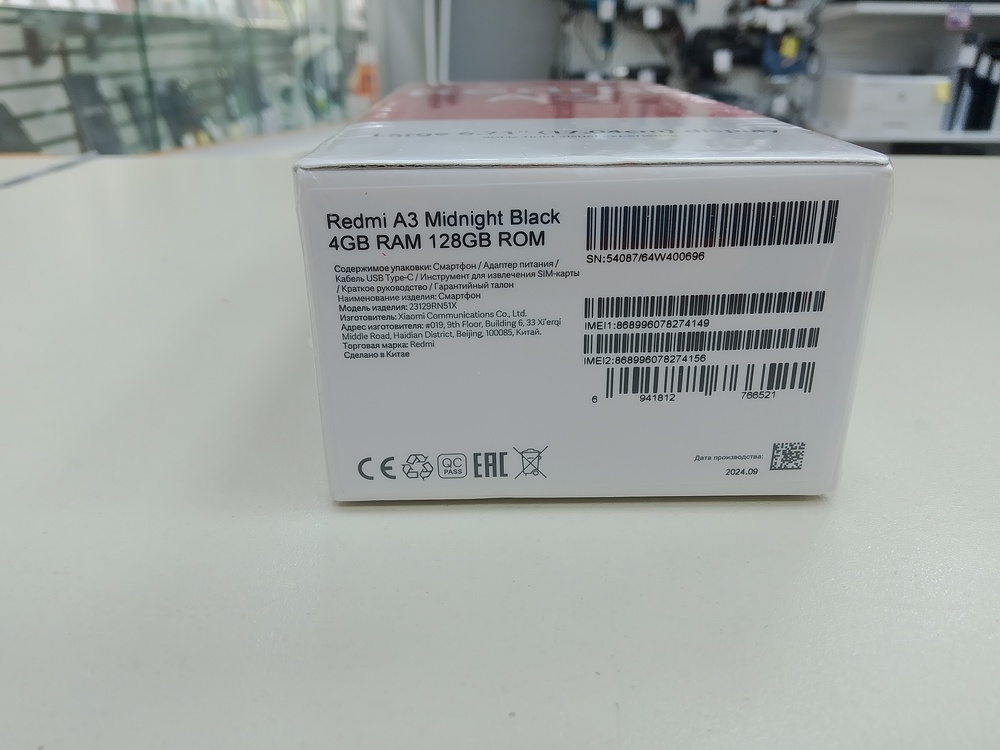 Redmi A3 Midnight Black
4GB RAM 128GB ROM
Содержимое упаковки: Смартфон / Адаптер питания /
Кабель USB Type-C / Инструмент для извлечения SIM-карты
/ Краткое руководство / Гарантийный талон
Наименование изделия: Смартфон
Модель изделия: 23129RN51X
Изготовитель: Xiaomi Communications Co., Ltd.
Адрес изготовителя: #019, 9th Floor, Building 6, 33 Xi'erqi
Middle Road, Haidian District, Beijing, 100085, Китай.
Торговая марка: Redmi
Сделано в Китае
SN:54087/64W400696
IMEI1:868996078274149
IMEI2:868996078274156
6 941812 766521
CE
QC
PASS
EAC
Дата производства:
2024.09